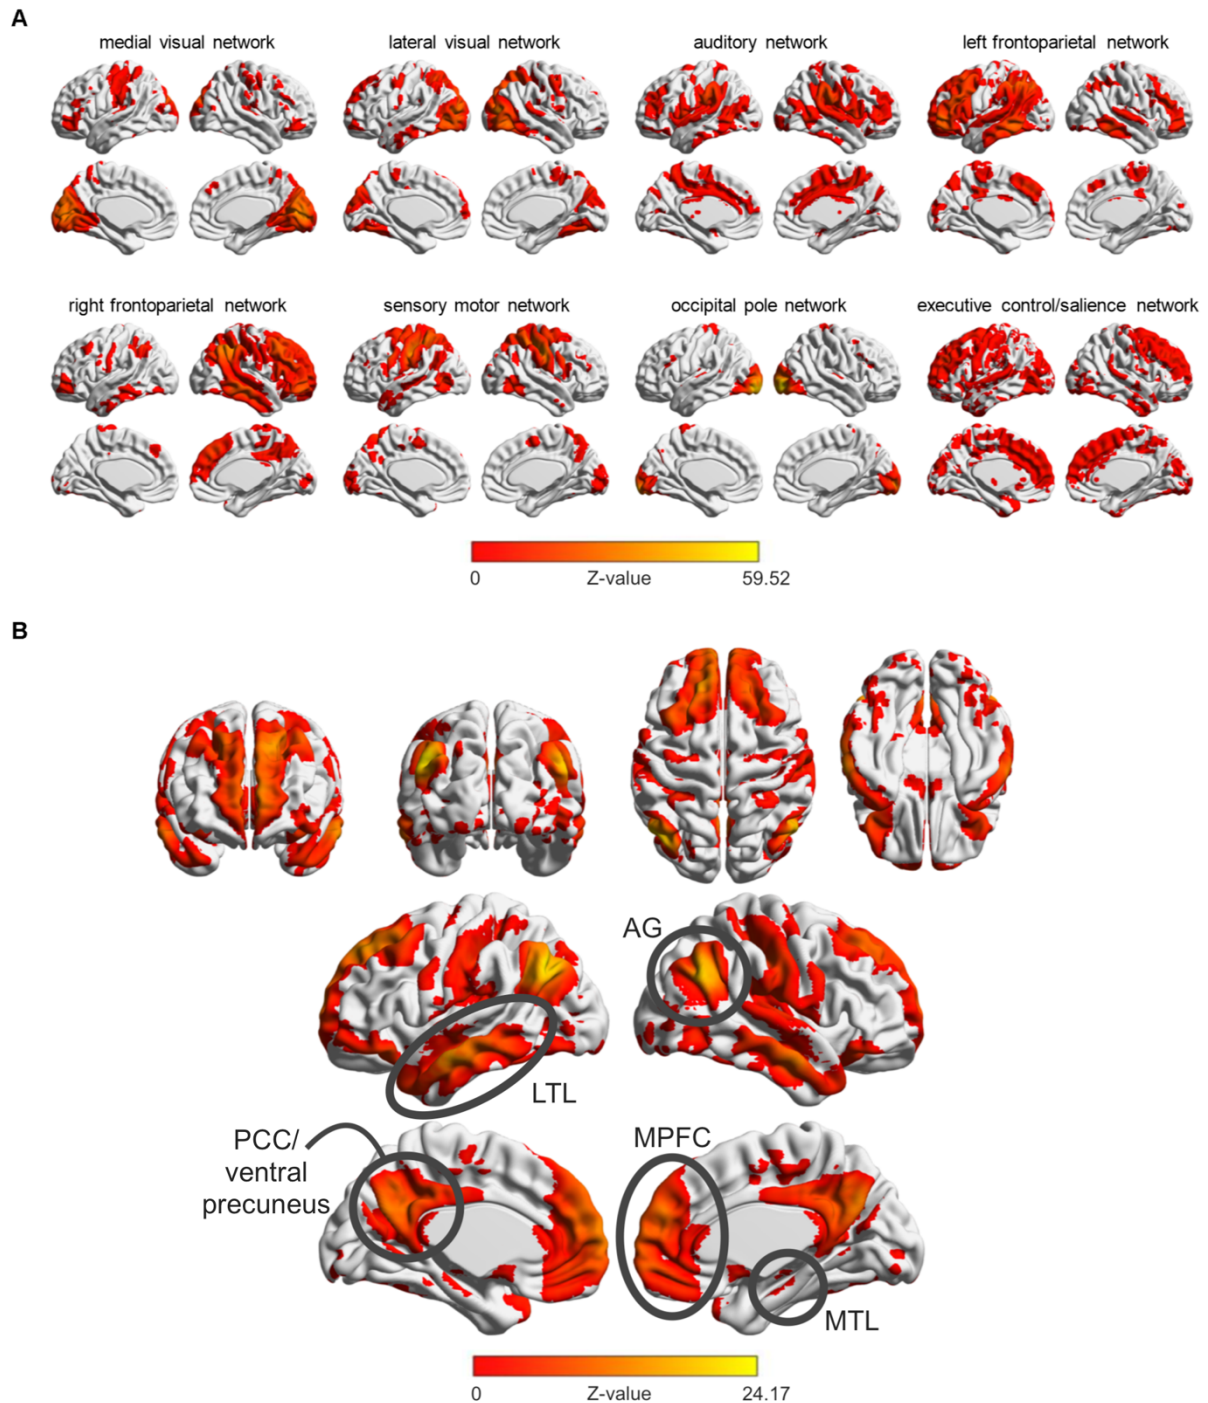 A
medial visual network
lateral visual network
auditory network
left frontoparietal network
right frontoparietal network
sensory motor network
occipital pole network
executive control/salience network
0
Z-value
59.52
B
AG
LTL
PCC/
ventral
precuneus
MPFC
MTL
0
Z-value
24.17